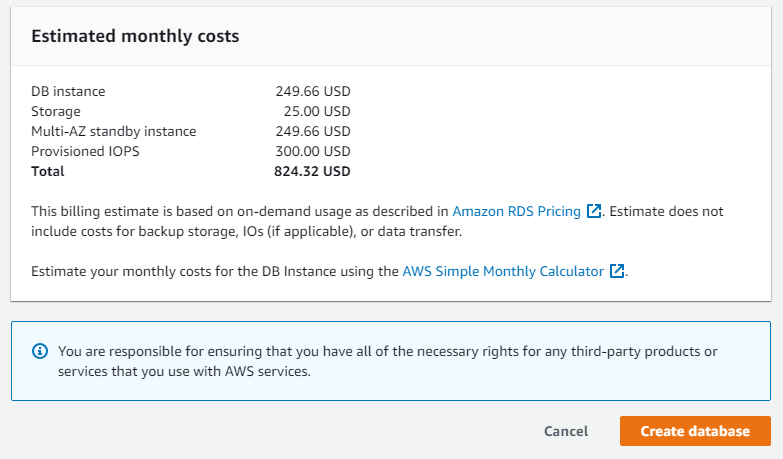 Estimated monthly costs
DB instance 249.66 USD
Storage 25.00 USD
Multi-AZ standby instance 249.66 USD
Provisioned IOPS 300.00 USD
Total 824.32 USD
This billing estimate is based on on-demand usage as described in Amazon RDS Pricing. Estimate does not
include costs for backup storage, IOs (if applicable), or data transfer.
Estimate your monthly costs for the DB Instance using the AWS Simple Monthly Calculator.
You are responsible for ensuring that you have all of the necessary rights for any third-party products or
services that you use with AWS services.
Cancel Create database